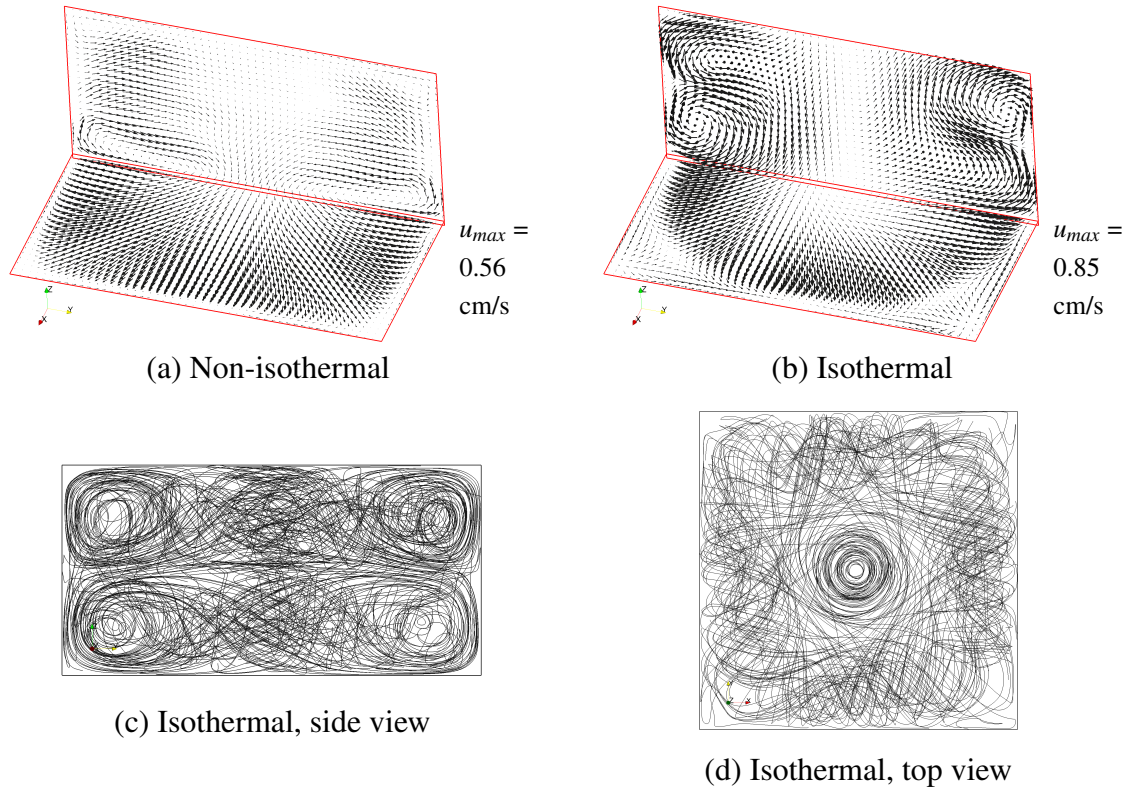 u_max =
0.56
cm/s
Z
X
Y
(a) Non-isothermal
u_max =
0.85
cm/s
Z
X
Y
(b) Isothermal
(c) Isothermal, side view
Z
X
(d) Isothermal, top view